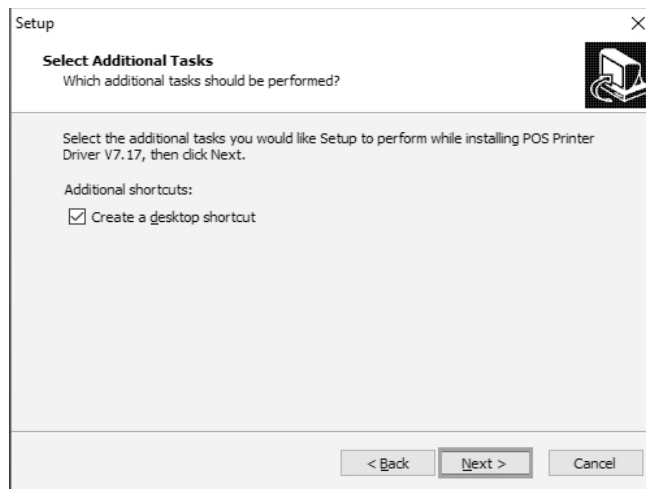 Setup
Select Additional Tasks
Which additional tasks should be performed?
Select the additional tasks you would like Setup to perform while installing POS Printer
Driver V7.17, then click Next.
Additional shortcuts:
Create a desktop shortcut
< Back
Next >
Cancel